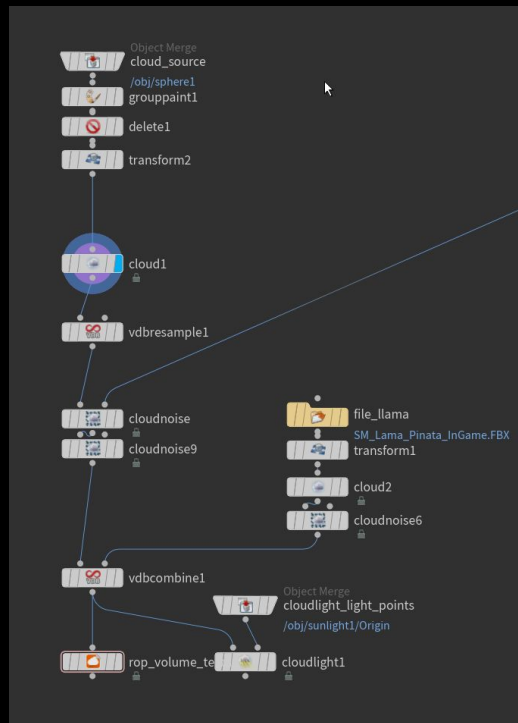 Object Merge
cloud_source
/obj/sphere1
grouppaint1
delete1
transform2
cloud1
vdbresample1
cloudnoise
cloudnoise9
file_llama
SM_Lama_Pinata_InGame.FBX
transform1
cloud2
cloudnoise6
vdbcombine1
Object Merge
cloudlight_light_points
/obj/sunlight1/Origin
rop_volume_te
cloudlight1